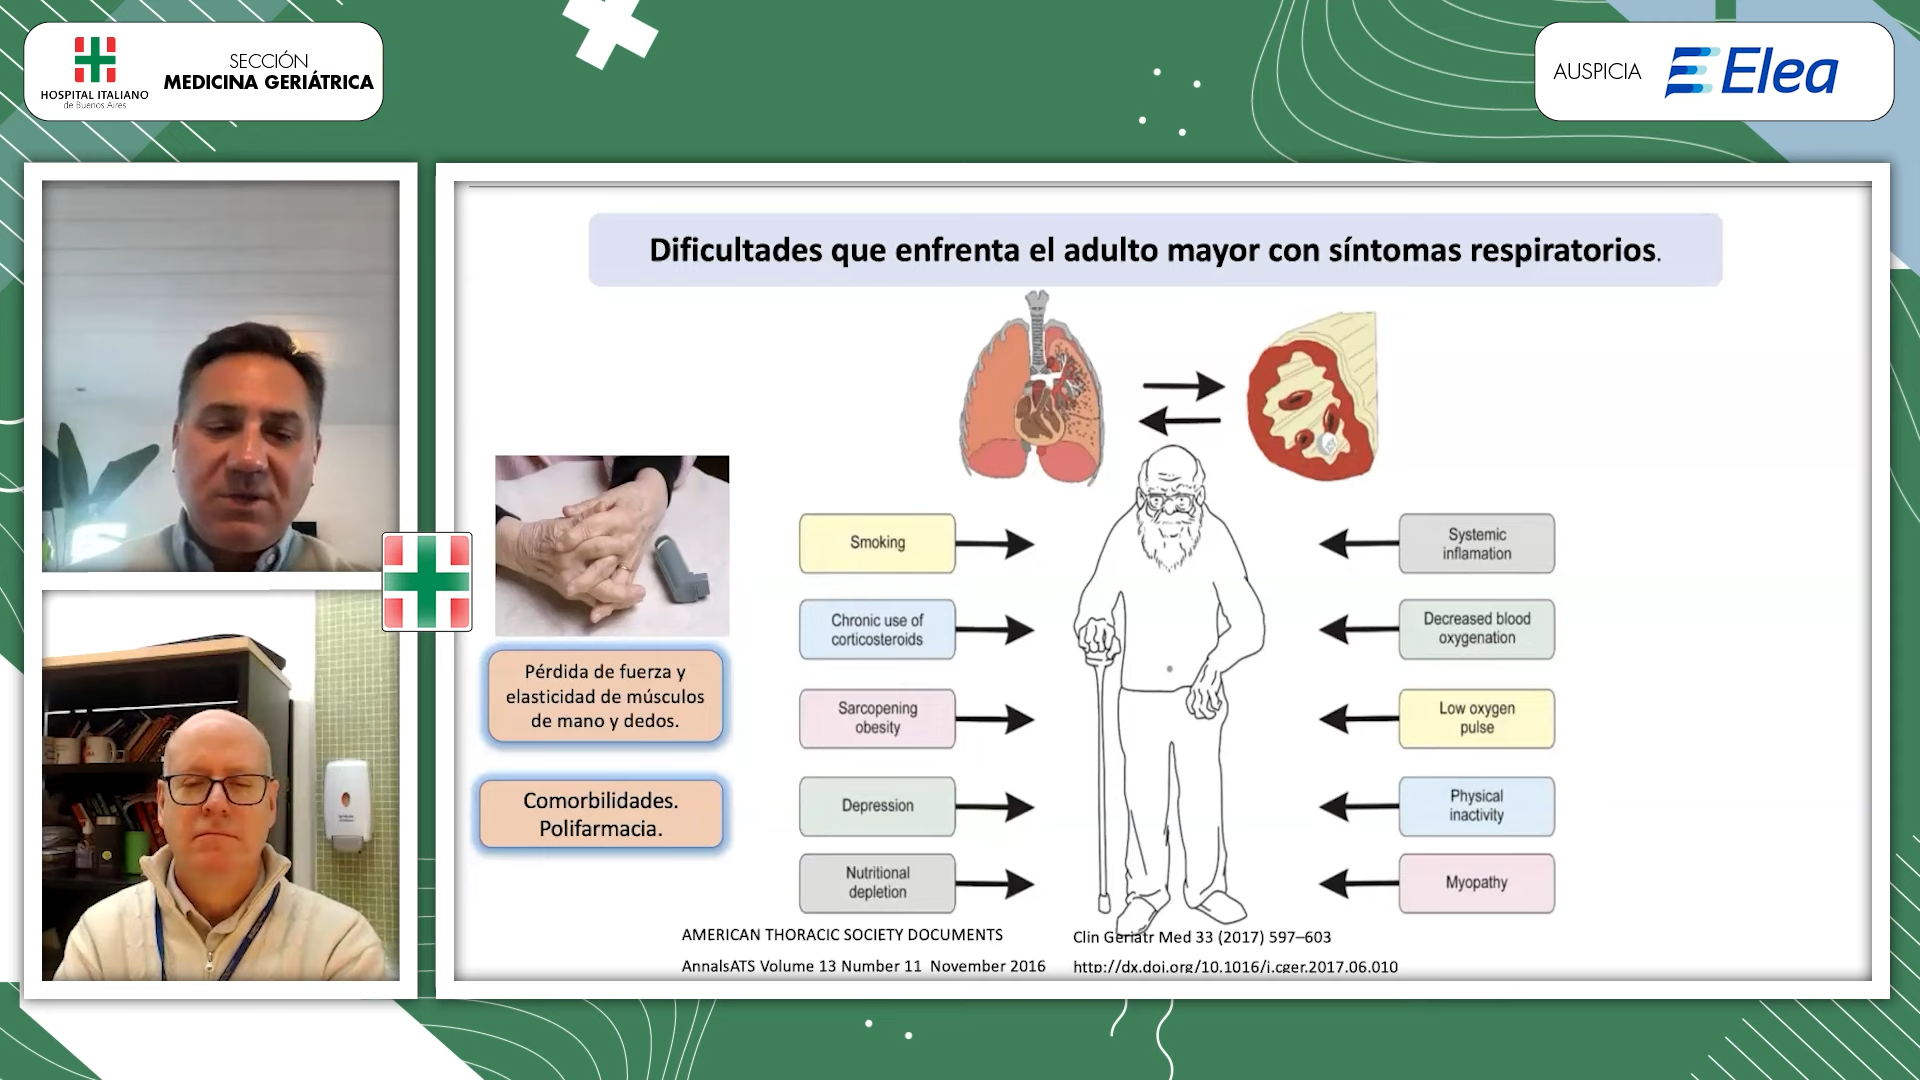 HOSPITAL ITALIANO
de Buenos Aires
SECCIÓN
MEDICINA GERIÁTRICA
AUSPICIA
Elea
Dificultades que enfrenta el adulto mayor con síntomas respiratorios.
Pérdida de fuerza y
elasticidad de músculos
de mano y dedos.
Comorbilidades.
Polifarmacia.
Smoking
Chronic use of
corticosteroids
Sarcopening
obesity
Depression
Nutritional
depletion
Systemic
inflamation
Decreased blood
oxygenation
Low oxygen
pulse
Physical
inactivity
Myopathy
AMERICAN THORACIC SOCIETY DOCUMENTS
AnnalsATS Volume 13 Number 11 November 2016
Clin Geriatr Med 33 (2017) 597–603
http://dx.doi.org/10.1016/j.cger.2017.06.010